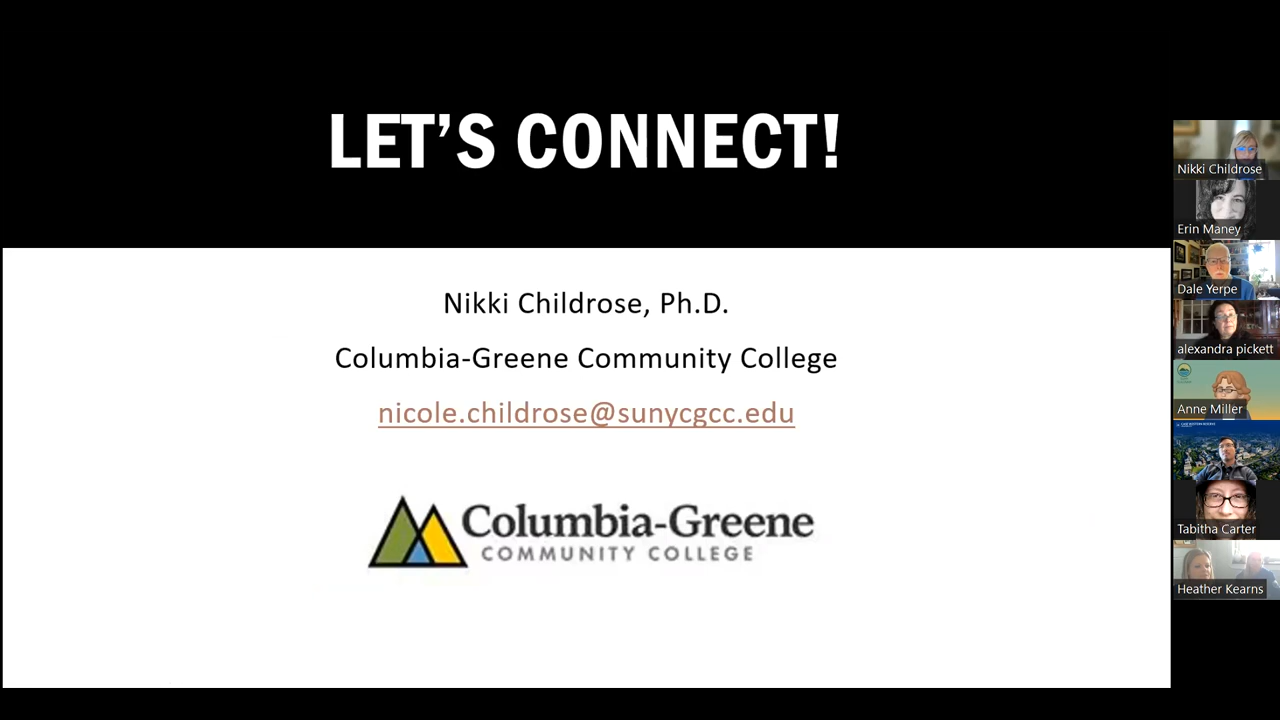 LET'S CONNECT!
Nikki Childrose, Ph.D.
Columbia-Greene Community College
nicole.childrose@sunycgcc.edu
Columbia-Greene
COMMUNITY COLLEGE
Nikki Childrose
Erin Maney
Dale Yerpe
alexandra pickett
Anne Miller
Tabitha Carter
Heather Kearns